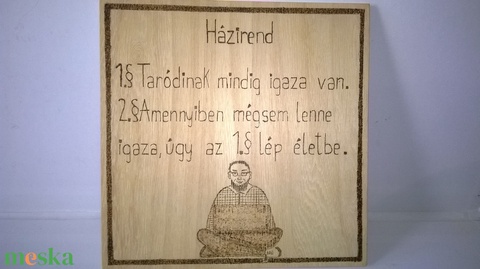 Házirend
1.§ Taródinak mindig igaza van.
2.§Amennyiben mégsem lenne
igaza, úgy az 1.§ lép életbe.
meska